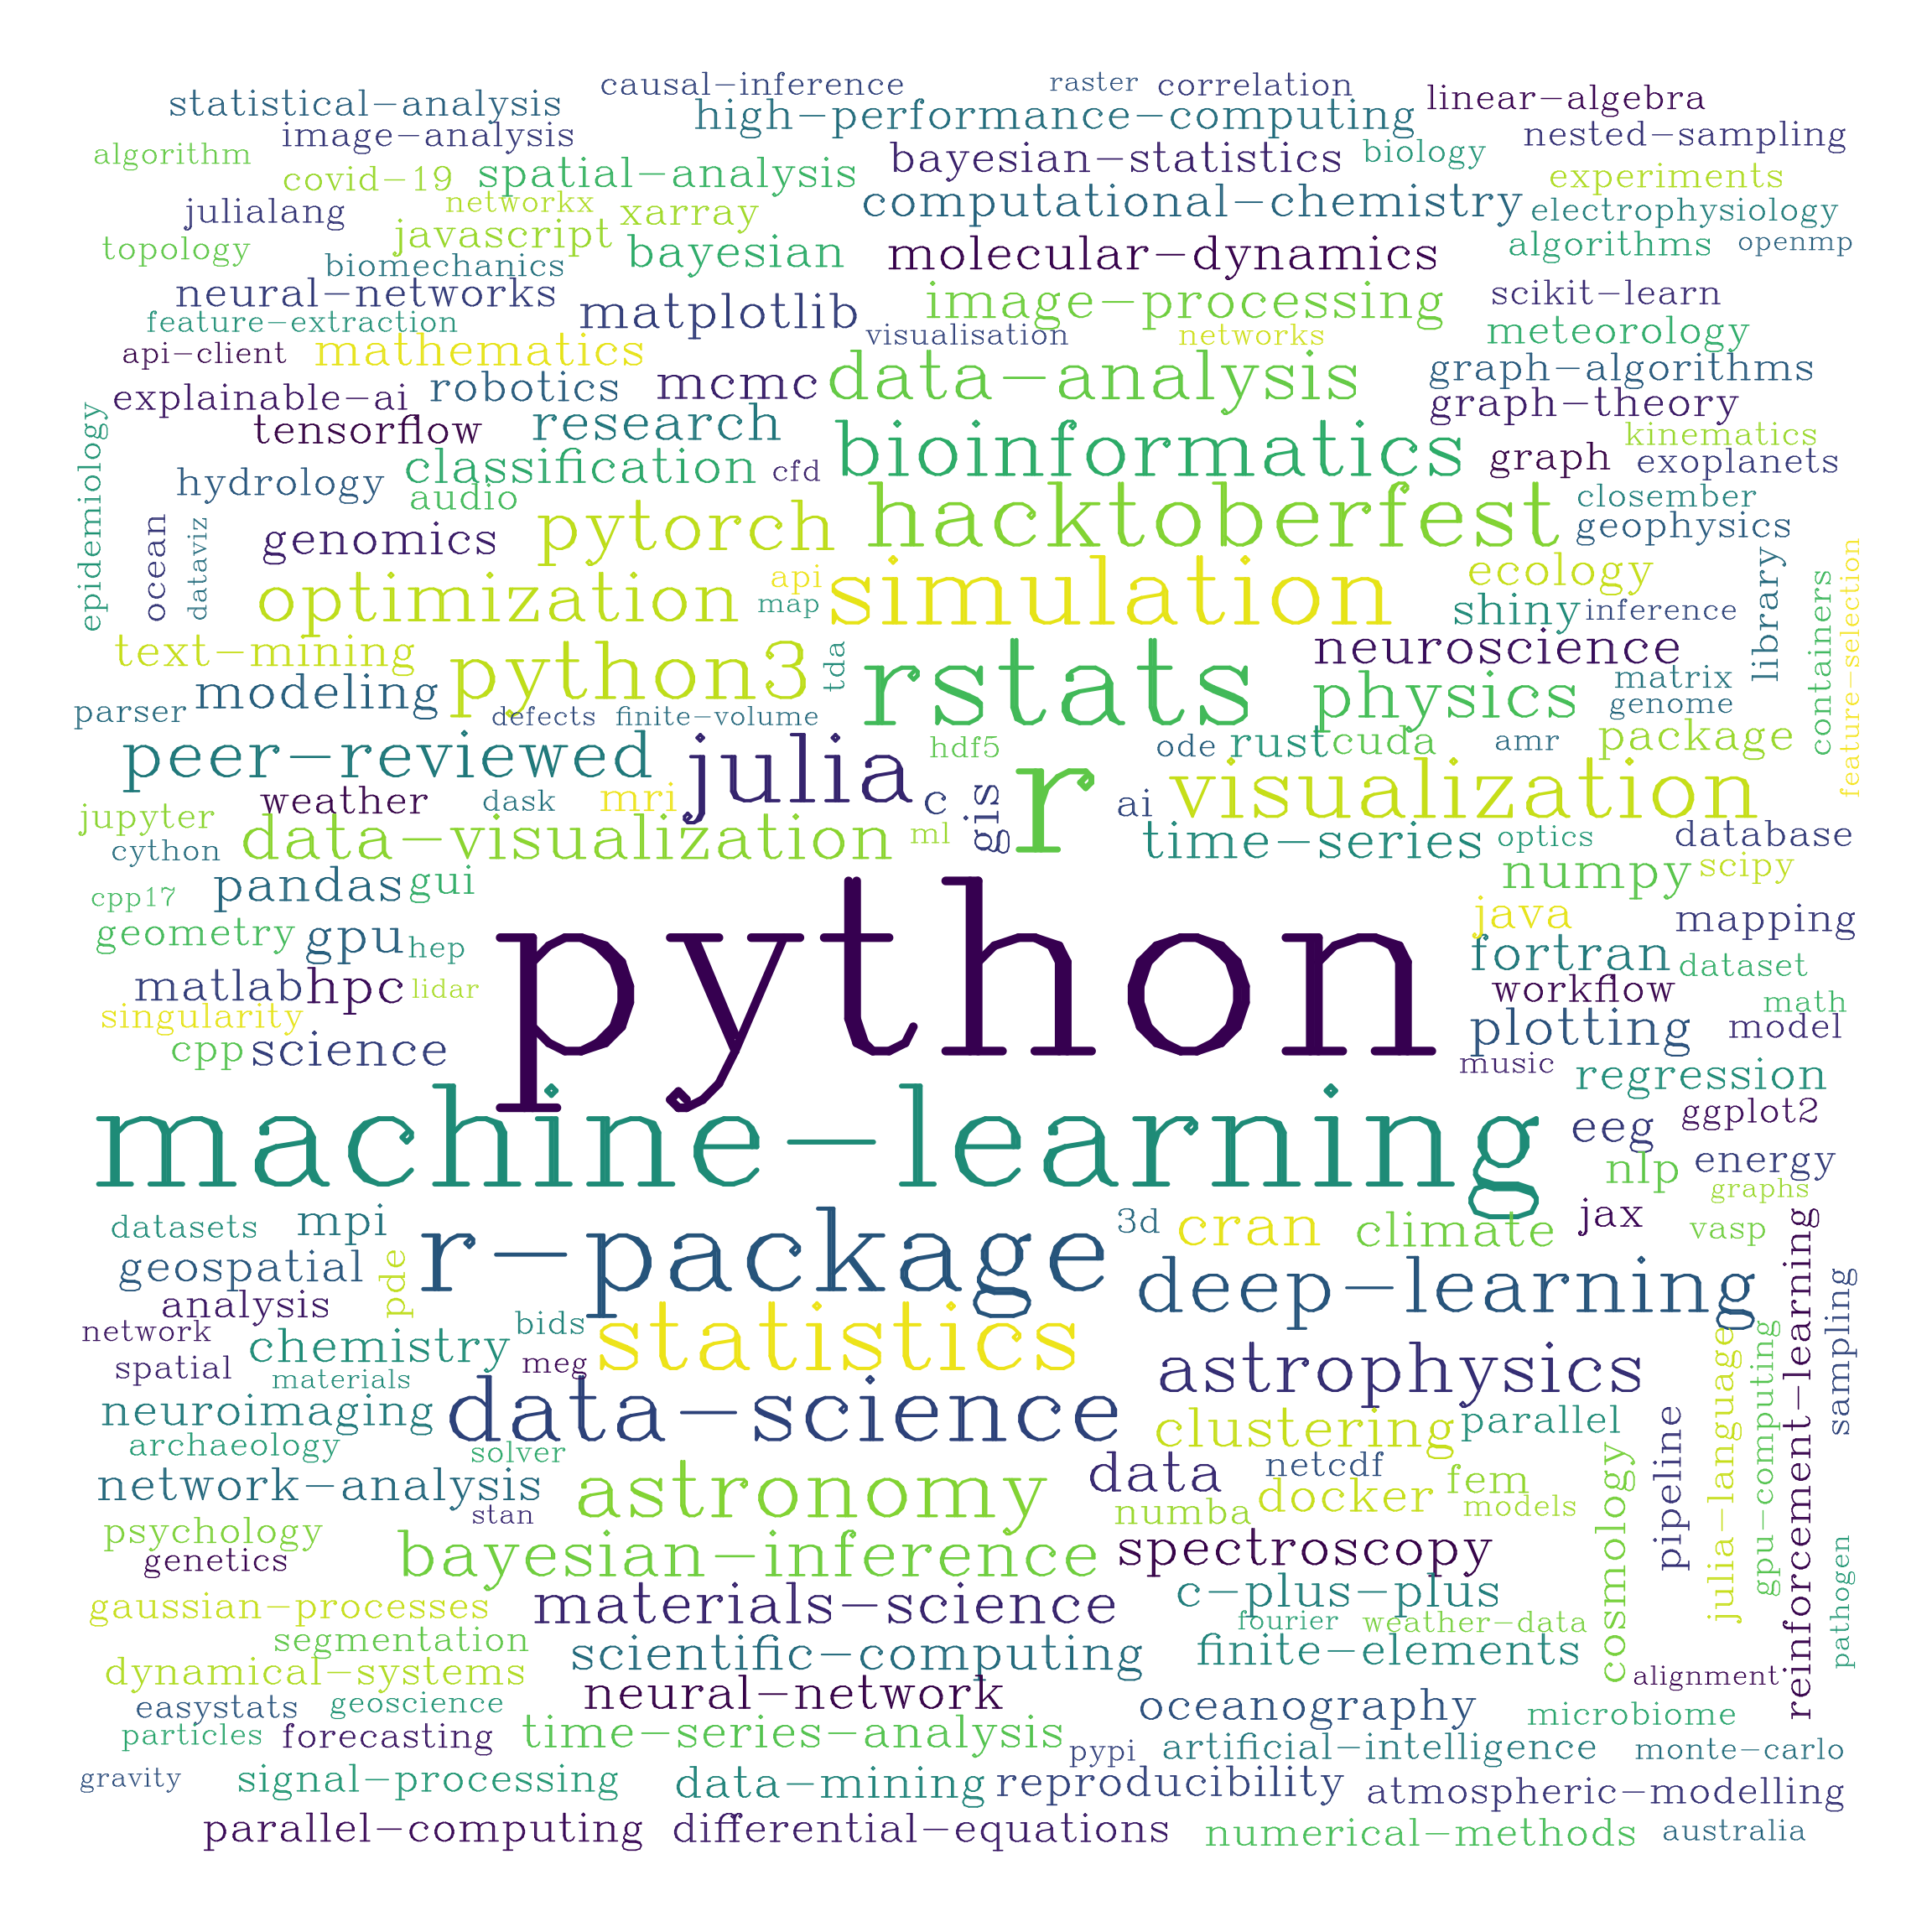 causal-inference
raster
correlation
linear-algebra
statistical-analysis
high-performance-computing
image-analysis
nested-sampling
algorithm
bayesian-statistics
biology
covid-19
spatial-analysis
experiments
julialang
networkx
xarray
computational-chemistry
electrophysiology
topology
javascript
bayesian
molecular-dynamics
algorithms
openmp
biomechanics
neural-networks
matplotlib
image-processing
scikit-learn
feature-extraction
visualisation
networks
meteorology
api-client
mathematics
data-analysis
graph-algorithms
explainable-ai
robotics
mcmc
graph-theory
epidemiology
tensorflow
research
bioinformatics
kinematics
hydrology
classification
cfd
graph
exoplanets
audio
hacktoberfest
closember
ocean
dataviz
genomics
pytorch
geophysics
optimization
api
map
simulation
ecology
library
containers
feature-selection
shiny
inference
text-mining
python3
tda
rstats
neuroscience
modeling
physics
matrix
genome
parser
defects
finite-volume
peer-reviewed
julia
hdf5
r
ode
rust
cuda
amr
package
weather
dask
mri
c
gis
ai
visualization
jupyter
data-visualization
ml
time-series
optics
database
cython
pandas
gui
numpy
scipy
cpp17
python
java
mapping
geometry
gpu
hep
fortran
dataset
matlab
hpc
lidar
workflow
math
singularity
plotting
model
cpp
science
music
regression
machine-learning
eeg
ggplot2
nlp
energy
graphs
datasets
mpi
r-package
3d
cran
climate
jax
vasp
geospatial
pde
deep-learning
reinforcement-learning
sampling
analysis
network
chemistry
bids
statistics
julia-language
gpu-computing
spatial
meg
materials
astrophysics
neuroimaging
data-science
clustering
parallel
pipeline
archaeology
solver
network-analysis
astronomy
data
netcdf
fem
cosmology
stan
numba
docker
models
psychology
genetics
bayesian-inference
spectroscopy
pathogen
gaussian-processes
materials-science
c-plus-plus
fourier
weather-data
segmentation
scientific-computing
finite-elements
dynamical-systems
neural-network
alignment
easystats
geoscience
oceanography
microbiome
particles
forecasting
time-series-analysis
pypi
artificial-intelligence
monte-carlo
gravity
signal-processing
data-mining
reproducibility
atmospheric-modelling
parallel-computing
differential-equations
numerical-methods
australia